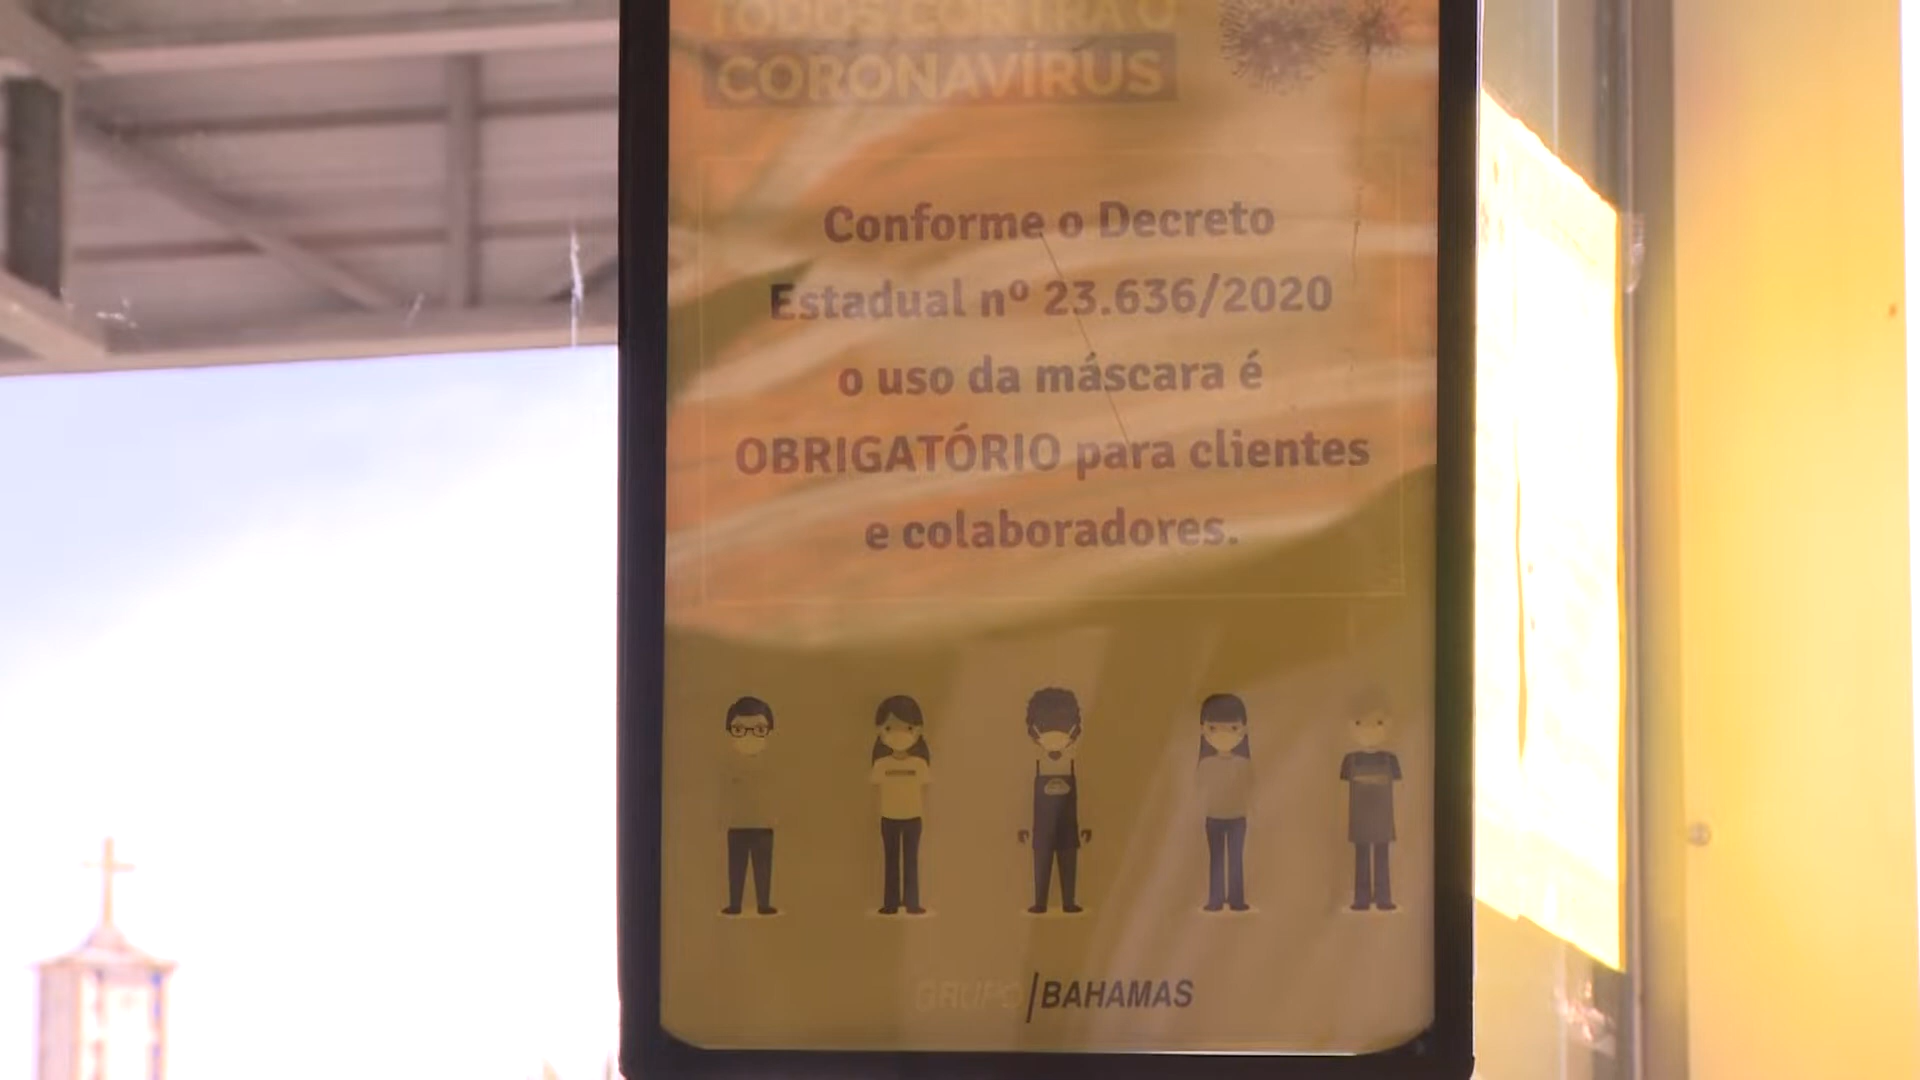 TODOS CONTRA O
CORONAVÍRUS
Conforme o Decreto
Estadual nº 23.636/2020
o uso da máscara é
OBRIGATÓRIO para clientes
e colaboradores.
GRUPO/BAHAMAS